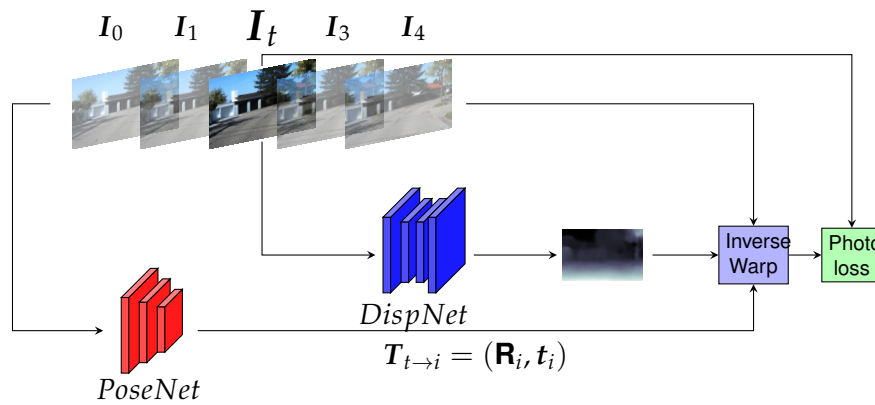 I₀ I₁ Iₜ I₃ I₄
Inverse
Warp
Photo
loss
DispNet
Tₜ→ᵢ = (Rᵢ, tᵢ)
PoseNet